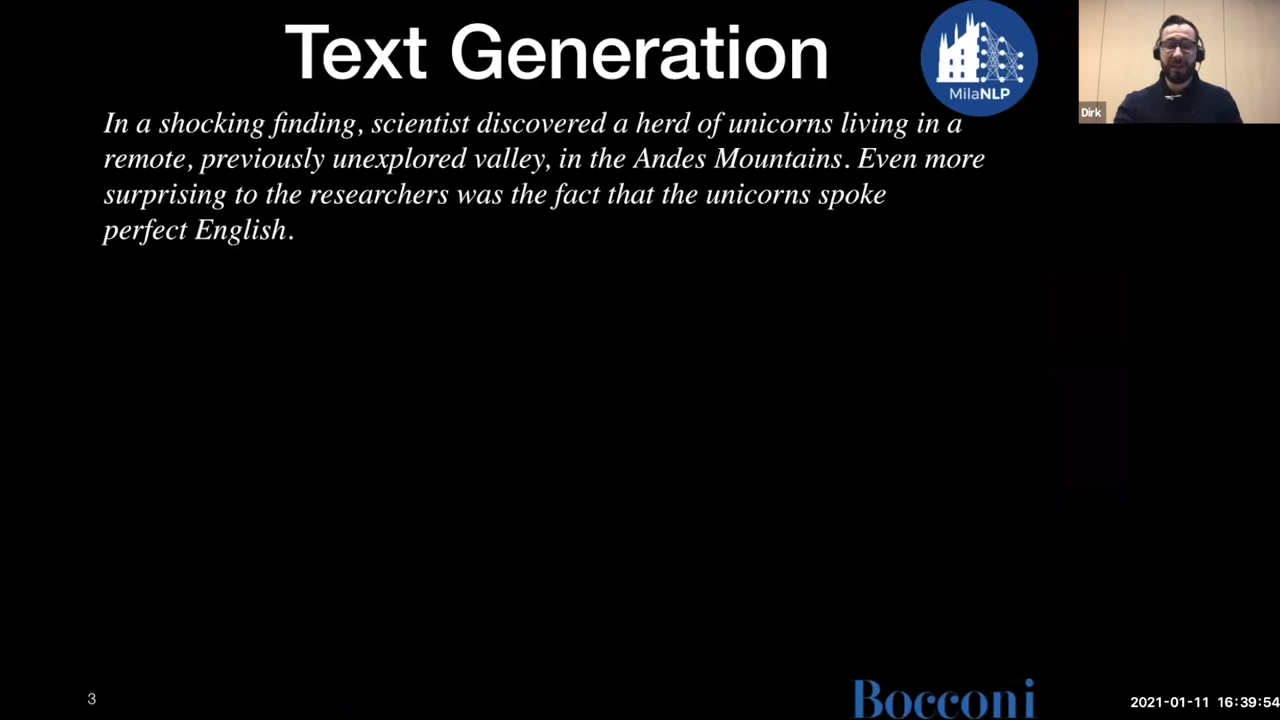 Text Generation
MilaNLP
Dirk
In a shocking finding, scientist discovered a herd of unicorns living in a
remote, previously unexplored valley, in the Andes Mountains. Even more
surprising to the researchers was the fact that the unicorns spoke
perfect English.
3
Bocconi
2021-01-11 16:39:54